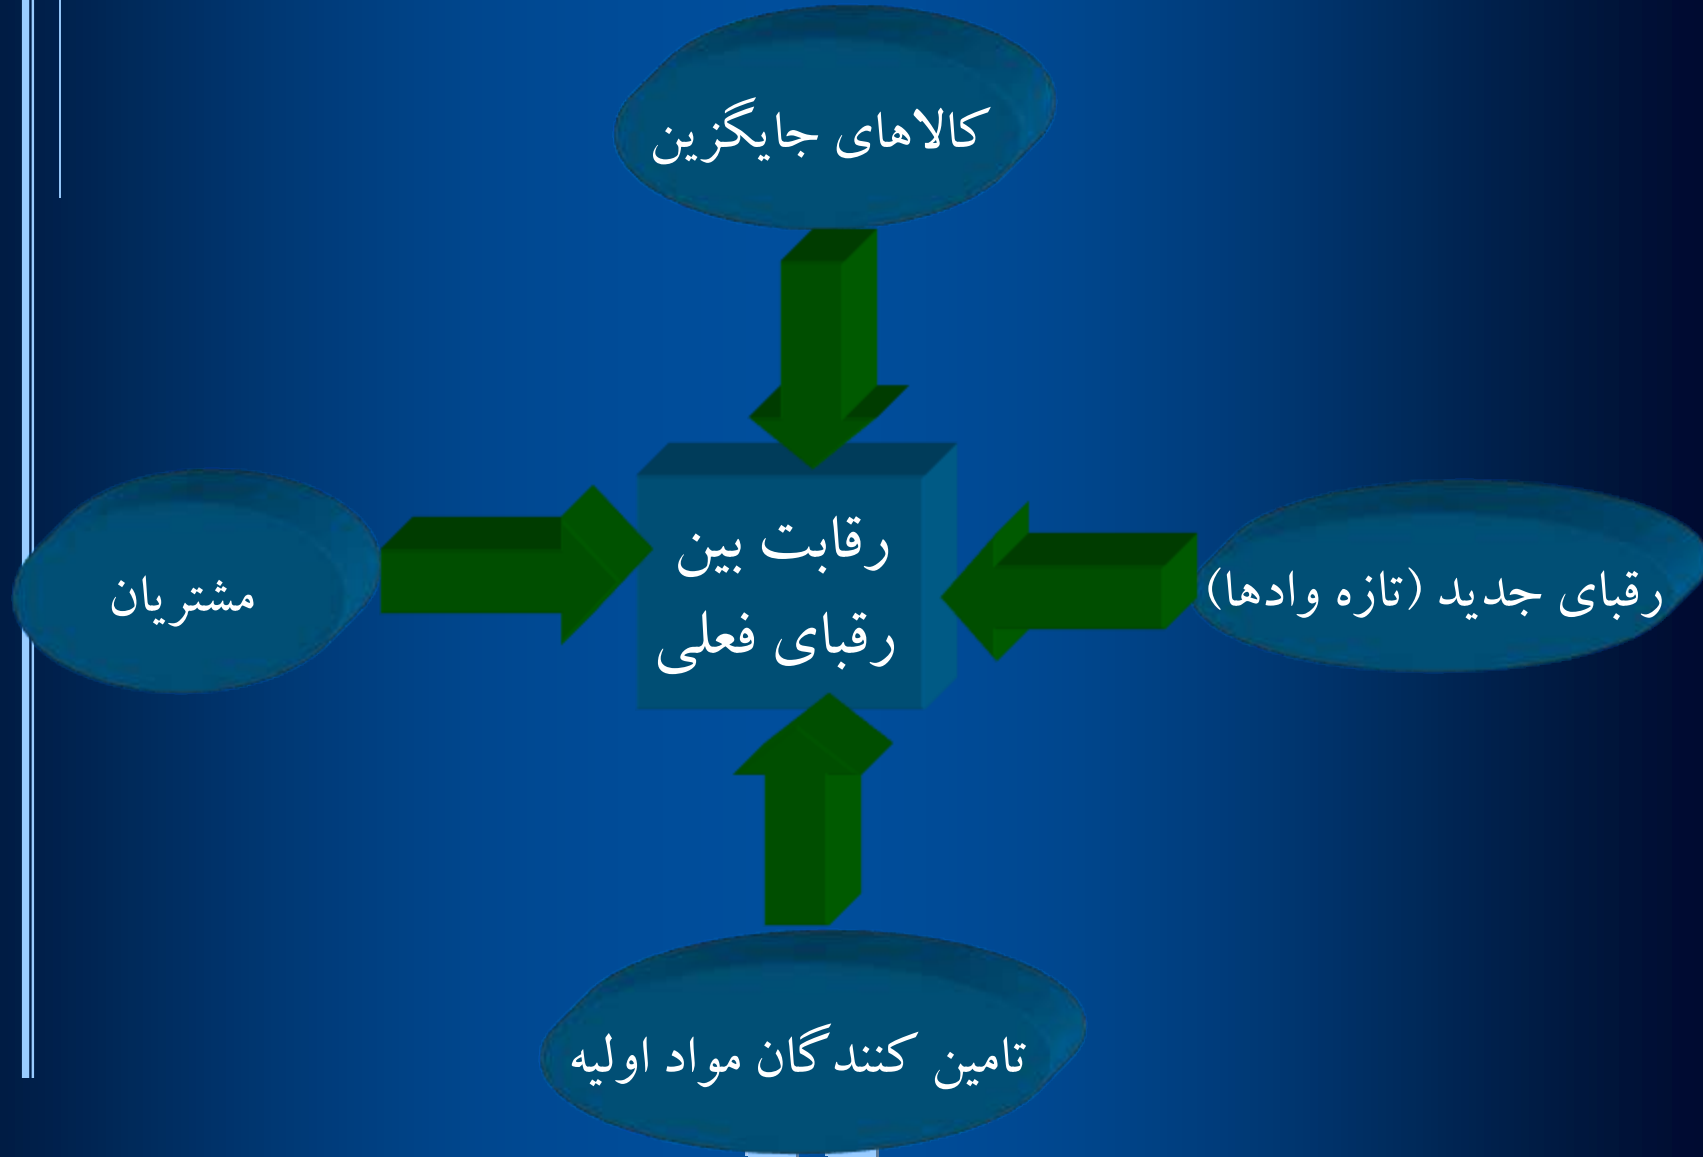 کالاهای جایگزین
رقابت بین
رقبای فعلی
رقبای جدید (تازه وادها)
مشتریان
تامین کنندگان مواد اولیه